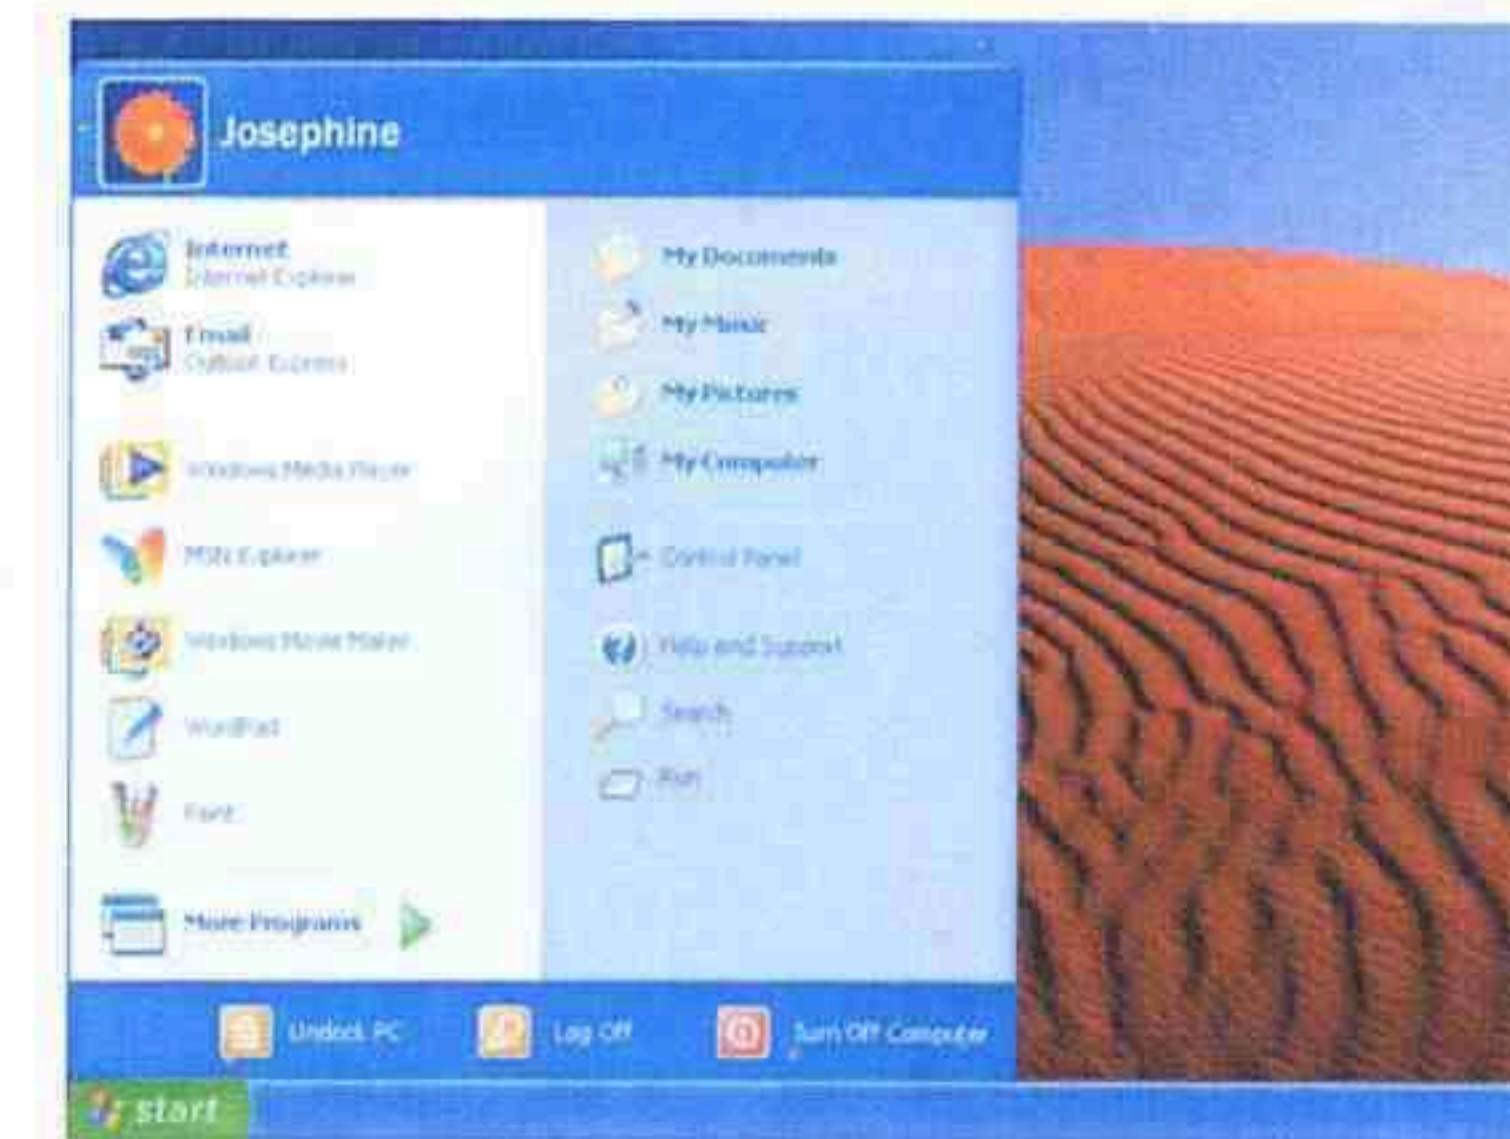 Josephine
Internet
Internet Explorer
Email
Outlook Express
Windows Media Player
MSN Explorer
Windows Movie Maker
WordPad
Paint
More Programs
My Documents
My Music
My Pictures
My Computer
Control Panel
Help and Support
Search
Run
Undock PC
Log Off
Turn Off Computer
start